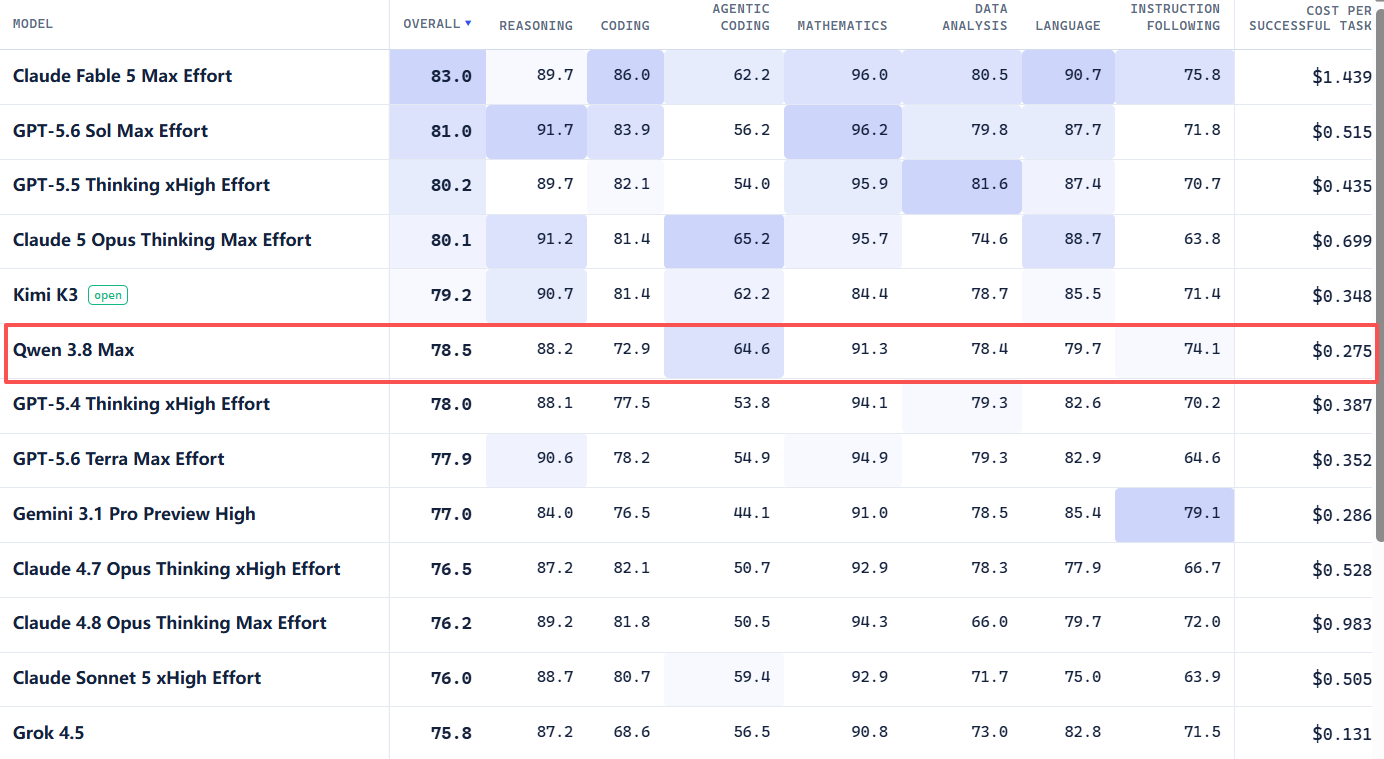 MODEL OVERALL▼ REASONING CODING AGENTIC CODING MATHEMATICS DATA ANALYSIS LANGUAGE INSTRUCTION FOLLOWING COST PER SUCCESSFUL TASK
Claude Fable 5 Max Effort 83.0 89.7 86.0 62.2 96.0 80.5 90.7 75.8 $1.439
GPT-5.6 Sol Max Effort 81.0 91.7 83.9 56.2 96.2 79.8 87.7 71.8 $0.515
GPT-5.5 Thinking xHigh Effort 80.2 89.7 82.1 54.0 95.9 81.6 87.4 70.7 $0.435
Claude 5 Opus Thinking Max Effort 80.1 91.2 81.4 65.2 95.7 74.6 88.7 63.8 $0.699
Kimi K3 open 79.2 90.7 81.4 62.2 84.4 78.7 85.5 71.4 $0.348
Qwen 3.8 Max 78.5 88.2 72.9 64.6 91.3 78.4 79.7 74.1 $0.275
GPT-5.4 Thinking xHigh Effort 78.0 88.1 77.5 53.8 94.1 79.3 82.6 70.2 $0.387
GPT-5.6 Terra Max Effort 77.9 90.6 78.2 54.9 94.9 79.3 82.9 64.6 $0.352
Gemini 3.1 Pro Preview High 77.0 84.0 76.5 44.1 91.0 78.5 85.4 79.1 $0.286
Claude 4.7 Opus Thinking xHigh Effort 76.5 87.2 82.1 50.7 92.9 78.3 77.9 66.7 $0.528
Claude 4.8 Opus Thinking Max Effort 76.2 89.2 81.8 50.5 94.3 66.0 79.7 72.0 $0.983
Claude Sonnet 5 xHigh Effort 76.0 88.7 80.7 59.4 92.9 71.7 75.0 63.9 $0.505
Grok 4.5 75.8 87.2 68.6 56.5 90.8 73.0 82.8 71.5 $0.131